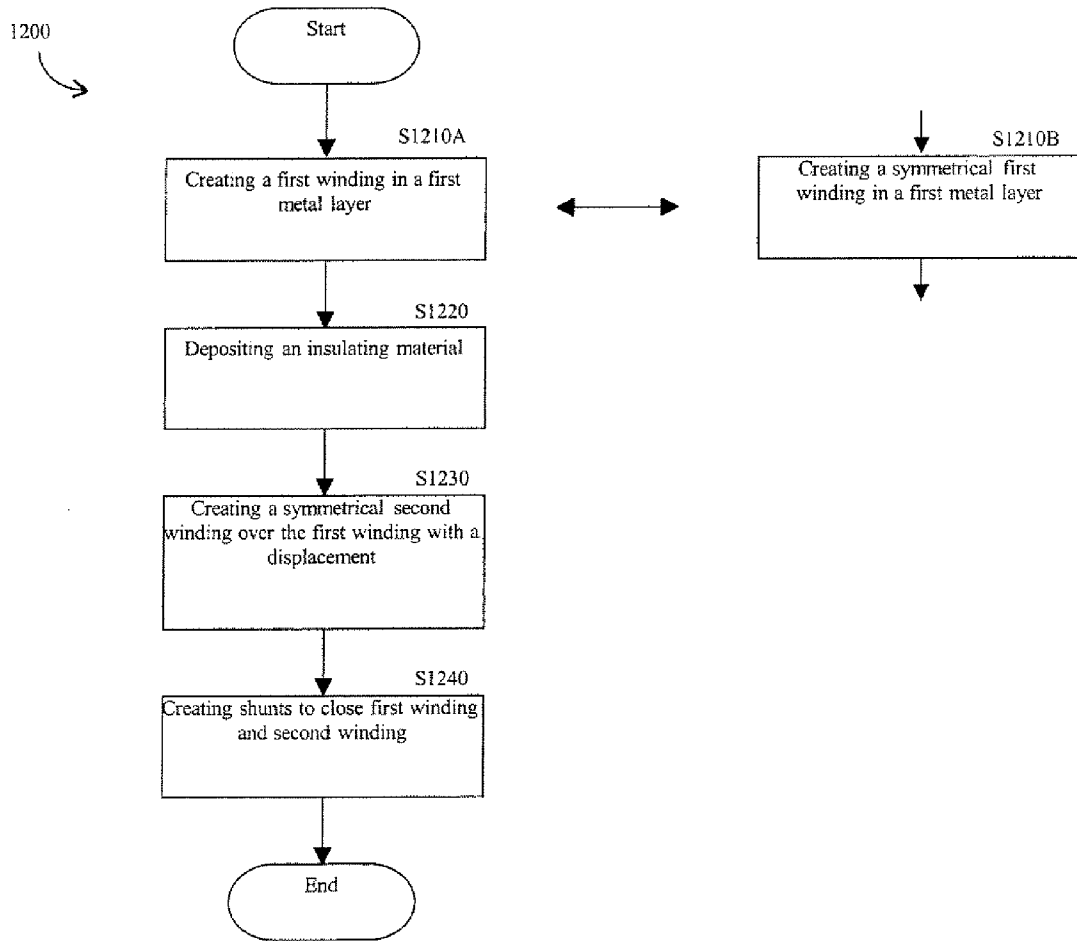 1200
Start
S1210A
Creating a first winding in a first
metal layer
S1210B
Creating a symmetrical first
winding in a first metal layer
S1220
Depositing an insulating material
S1230
Creating a symmetrical second
winding over the first winding with a
displacement
S1240
Creating shunts to close first winding
and second winding
End